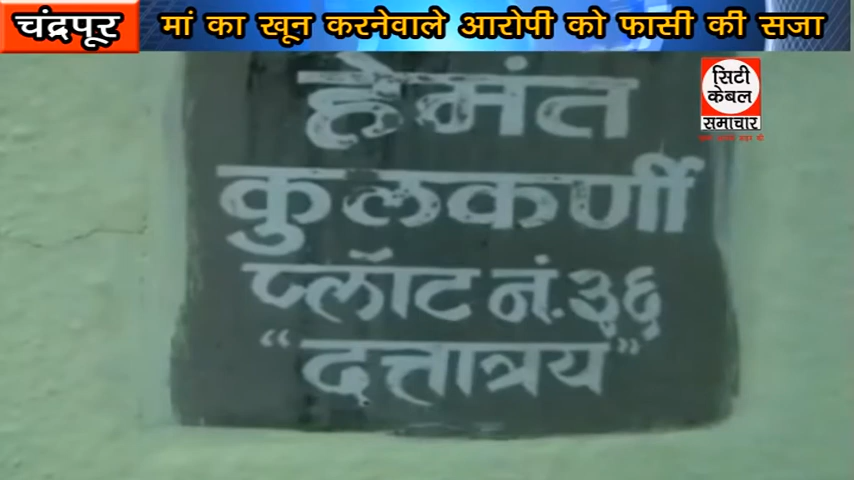 चंद्रपूर
मां का खून करनेवाले आरोपी को फासी की सजा
सिटी
केबल
समाचार
हेमंत
कुलकर्णी
प्लॉट नं.३६
“दत्तात्रय”